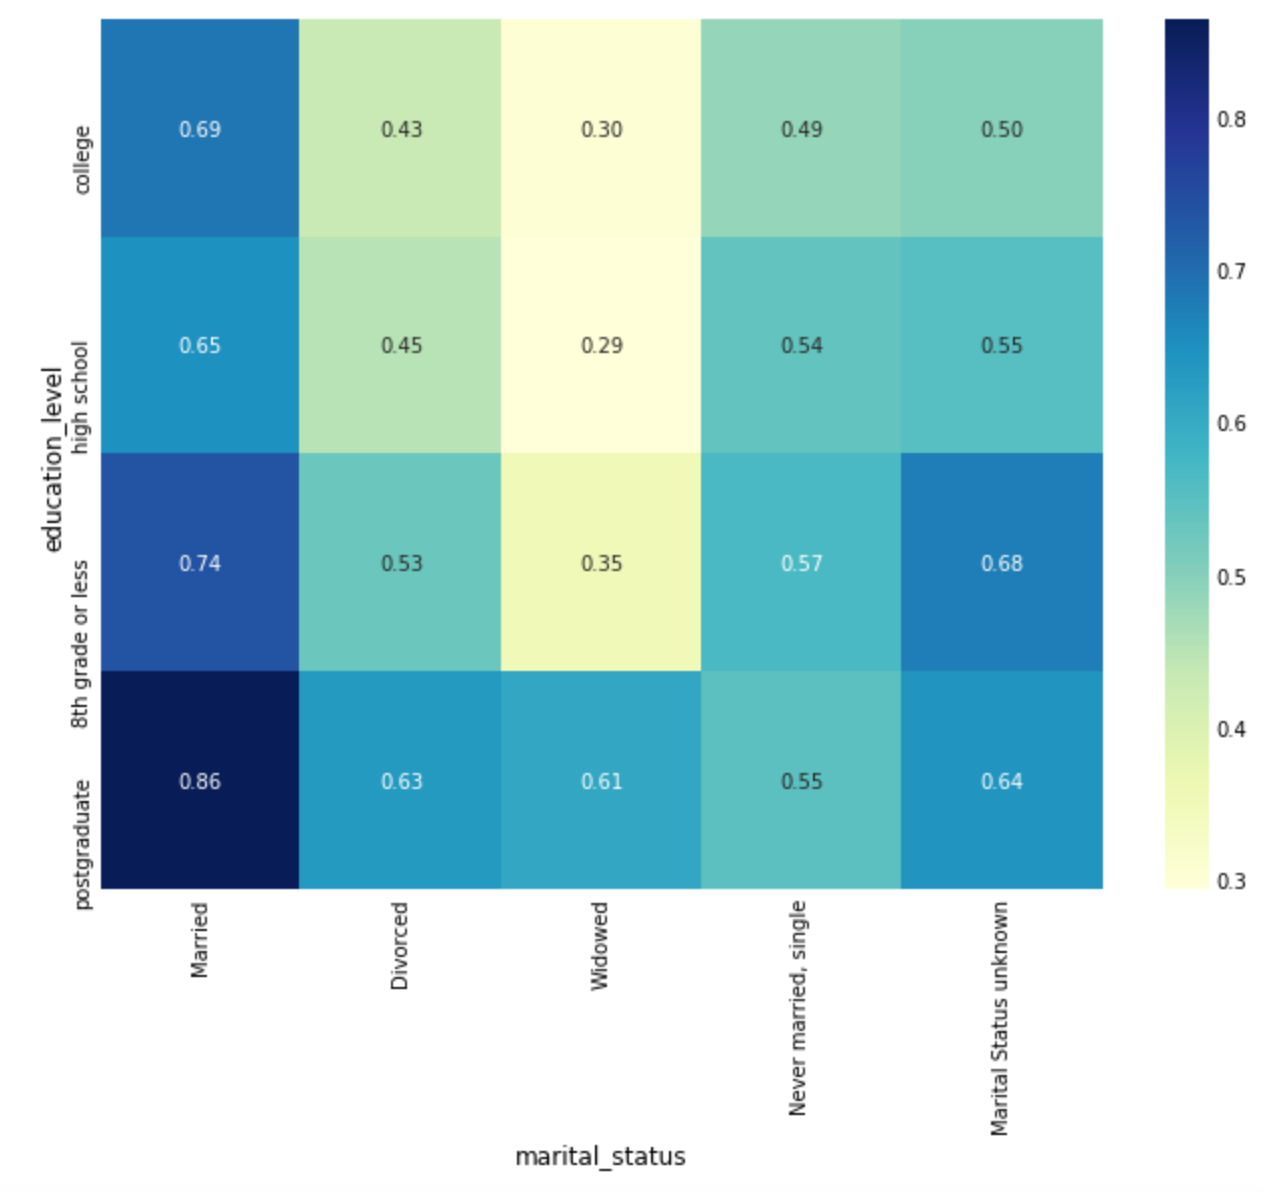 0.69 0.43 0.30 0.49 0.50
0.65 0.45 0.29 0.54 0.55
0.74 0.53 0.35 0.57 0.68
0.86 0.63 0.61 0.55 0.64
education_level
college
high school
8th grade or less
postgraduate
Married
Divorced
Widowed
Never married, single
Marital Status unknown
marital_status
0.8
0.7
0.6
0.5
0.4
0.3